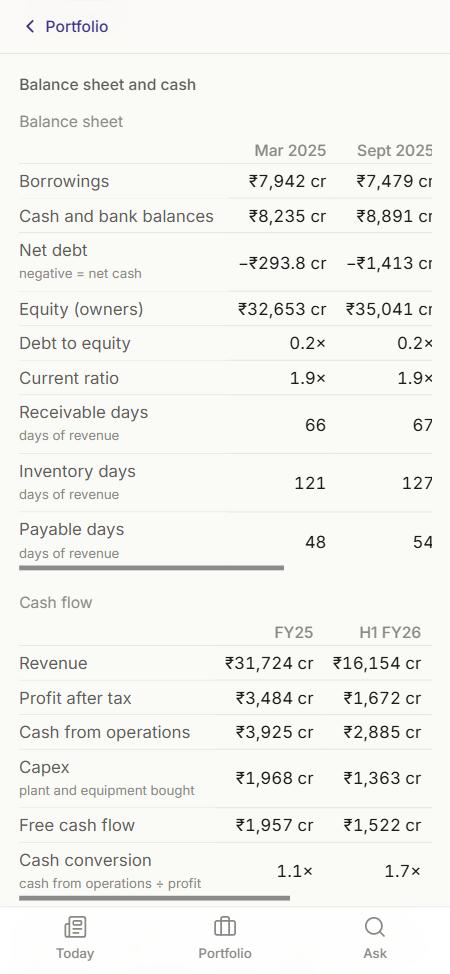 Portfolio
Balance sheet and cash
Balance sheet
Mar 2025 Sept 2025
Borrowings ₹7,942 cr ₹7,479 cr
Cash and bank balances ₹8,235 cr ₹8,891 cr
Net debt −₹293.8 cr −₹1,413 cr
negative = net cash
Equity (owners) ₹32,653 cr ₹35,041 cr
Debt to equity 0.2× 0.2×
Current ratio 1.9× 1.9×
Receivable days 66 67
days of revenue
Inventory days 121 127
days of revenue
Payable days 48 54
days of revenue
Cash flow
FY25 H1 FY26
Revenue ₹31,724 cr ₹16,154 cr
Profit after tax ₹3,484 cr ₹1,672 cr
Cash from operations ₹3,925 cr ₹2,885 cr
Capex ₹1,968 cr ₹1,363 cr
plant and equipment bought
Free cash flow ₹1,957 cr ₹1,522 cr
Cash conversion 1.1× 1.7×
cash from operations ÷ profit
Today Portfolio Ask